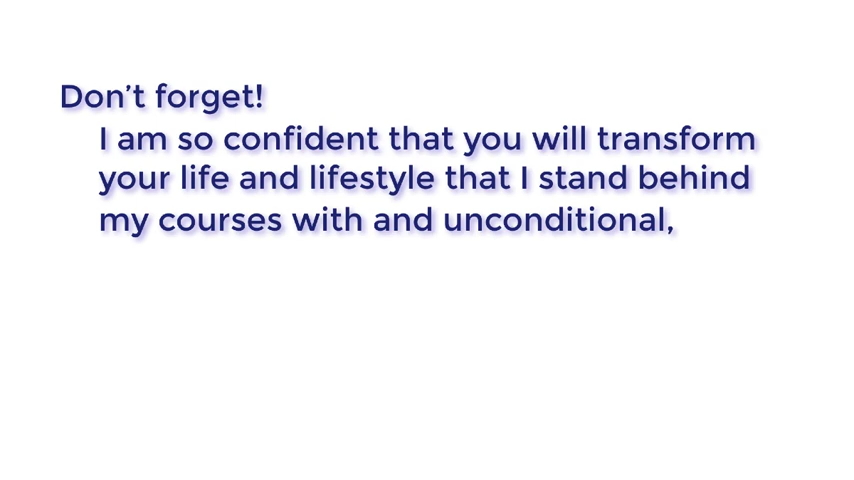 Don’t forget!
I am so confident that you will transform
your life and lifestyle that I stand behind
my courses with and unconditional,